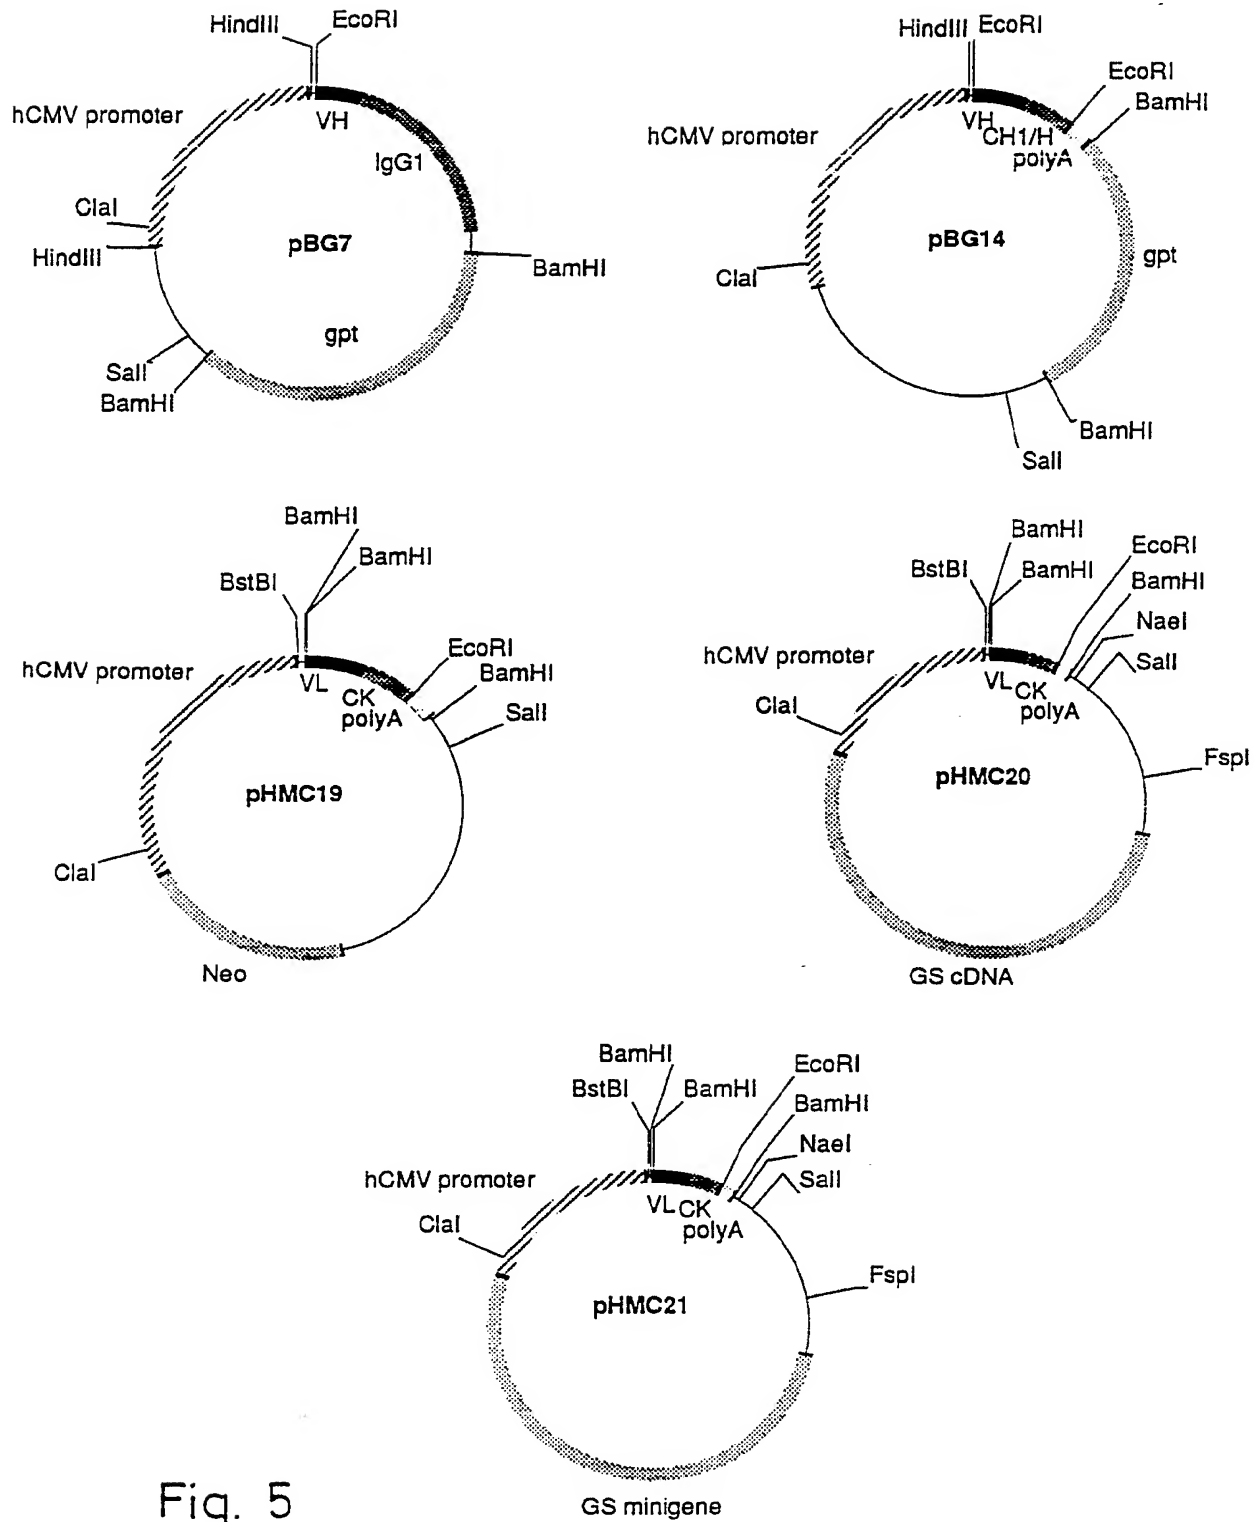 HindIII
EcoRI
hCMV promoter
VH
IgG1
ClaI
HindIII
pBG7
BamHI
gpt
SalI
BamHI
HindIII
EcoRI
EcoRI
BamHI
hCMV promoter
VH
CH1/H
polyA
pBG14
gpt
ClaI
BamHI
SalI
BamHI
BamHI
BstBI
hCMV promoter
EcoRI
BamHI
VL
CK
polyA
SalI
pHMC19
ClaI
Neo
BamHI
EcoRI
BstBI
BamHI
BamHI
NaeI
hCMV promoter
SalI
VL
CK
polyA
ClaI
FspI
pHMC20
GS cDNA
BamHI
EcoRI
BstBI
BamHI
BamHI
NaeI
hCMV promoter
SalI
VL
CK
polyA
ClaI
FspI
pHMC21
GS minigene
Fig. 5